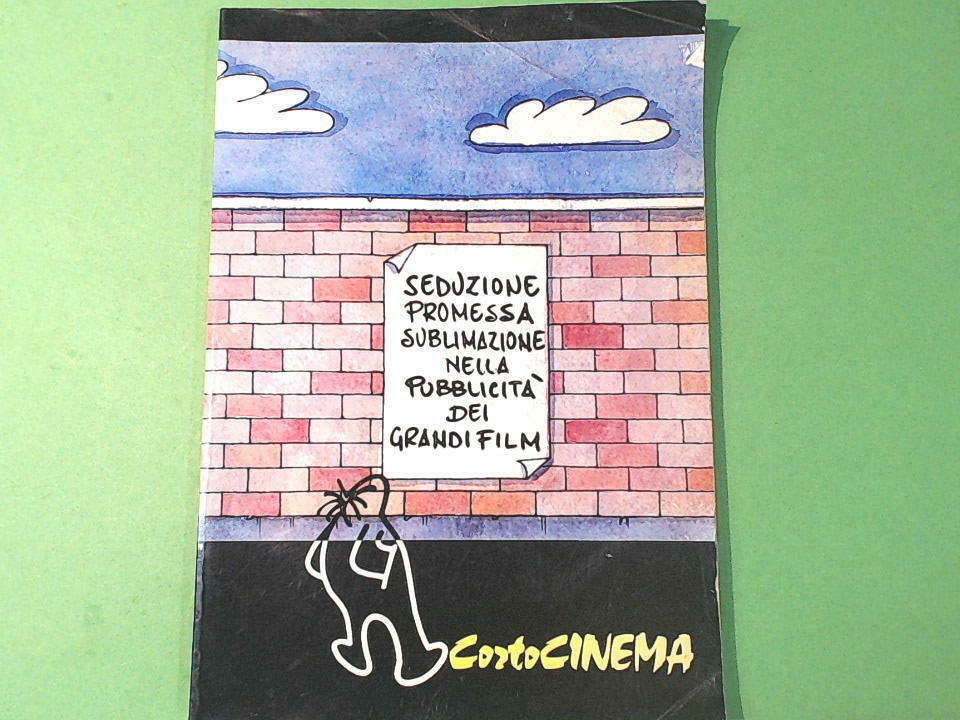 SEDUZIONE
PROMESSA
SUBLIMAZIONE
NELLA
PUBBLICITÀ
DEI
GRANDI FILM
CortoCINEMA